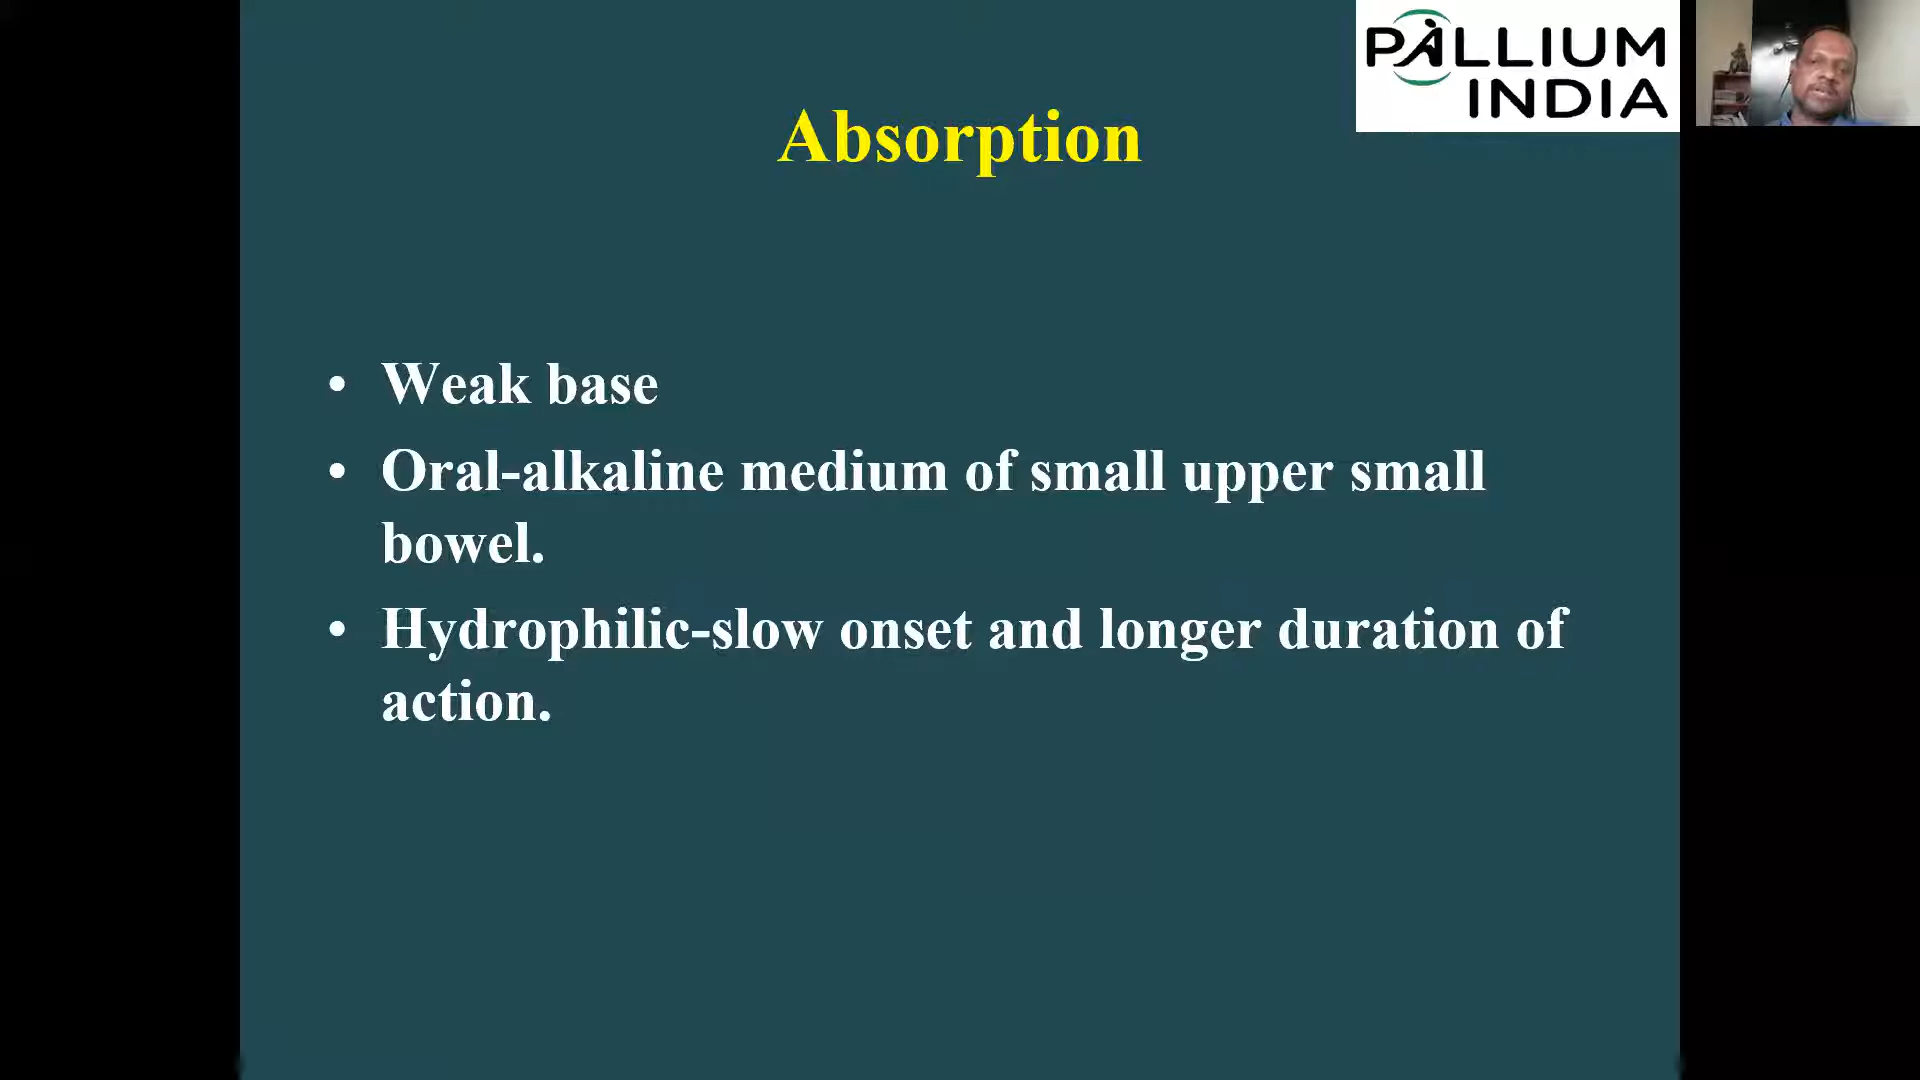 PALLIUM
INDIA
Absorption
• Weak base
• Oral-alkaline medium of small upper small
bowel.
• Hydrophilic-slow onset and longer duration of
action.